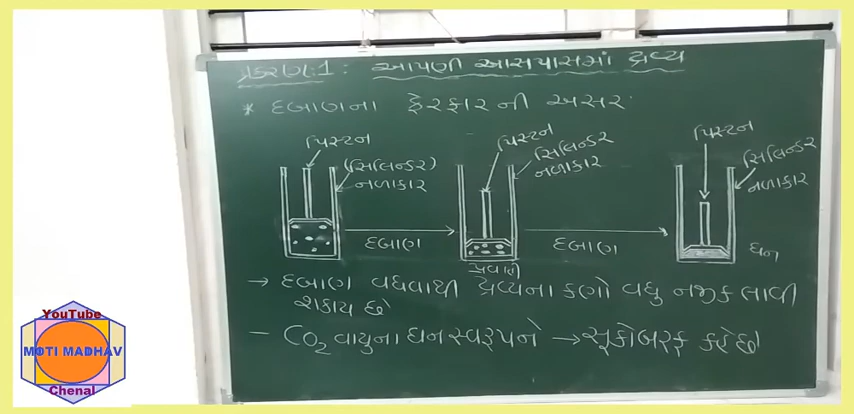 પ્રકરણ:1 : આપણી આસપાસમાં દ્રવ્ય
* દબાણના ફેરફાર ની અસર:
પિસ્ટન
(સિલિન્ડર)
નળાકાર
પિસ્ટન
સિલિન્ડર
નળાકાર
પિસ્ટન
સિલિન્ડર
નળાકાર
દબાણ
દબાણ
પ્રવાહી
ઘન
→ દબાણ વધવાથી દ્રવ્યના કણો વધુ નજીક લાવી
શકાય છે
- CO2 વાયુના ઘન સ્વરૂપને → સૂકોબરફ કહે છે
YouTube
MOTI MADHAV
Chenal